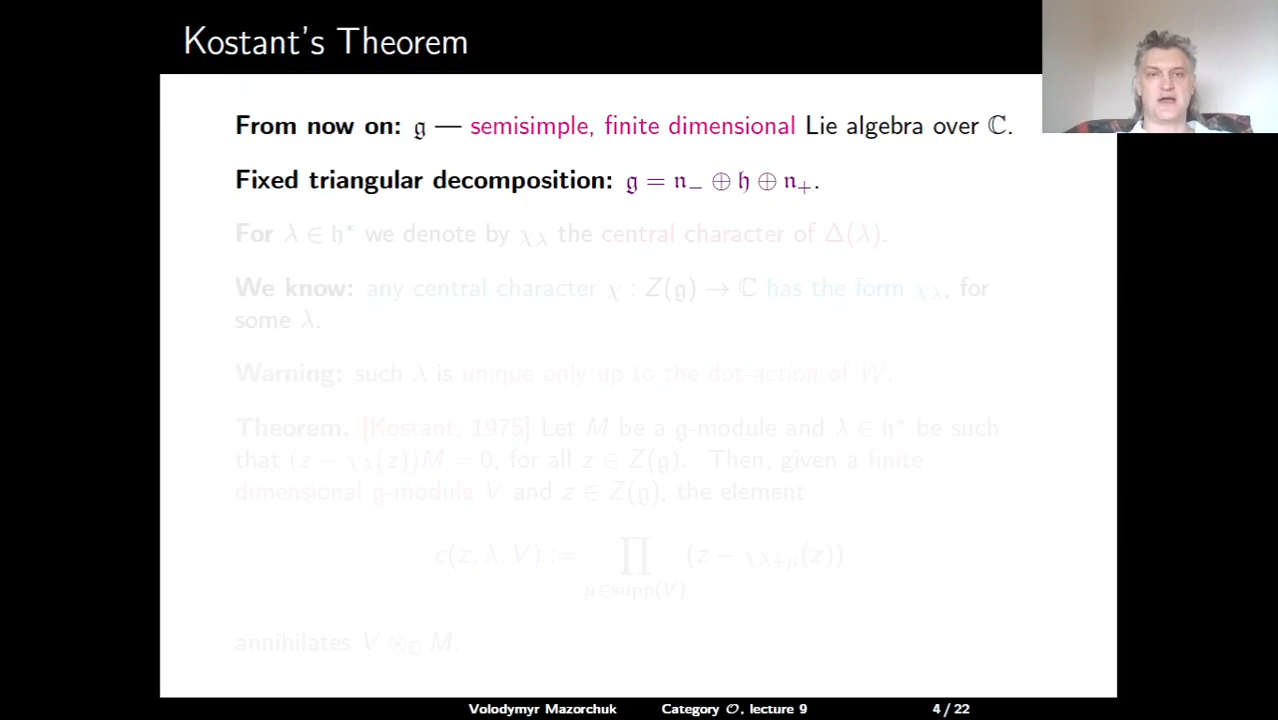 Kostant's Theorem
From now on: 𝔤 — semisimple, finite dimensional Lie algebra over ℂ.
Fixed triangular decomposition: 𝔤 = 𝔫₋ ⊕ 𝔥 ⊕ 𝔫₊.
For λ ∈ 𝔥* we denote by χ_λ the central character of Δ(λ).
We know: any central character χ : Z(𝔤) → ℂ has the form χ_λ, for
some λ.
Warning: such λ is unique only up to the dot-action of W.
Theorem. [Kostant, 1975] Let M be a 𝔤-module and λ ∈ 𝔥* be such
that (z − χ_λ(z))M = 0, for all z ∈ Z(𝔤). Then, given a finite
dimensional 𝔤-module V and z ∈ Z(𝔤), the element
c(z, λ, V) := ∏ (z − χ_{λ+μ}(z))
μ∈supp(V)
annihilates V ⊗_ℂ M.
Volodymyr Mazorchuk Category 𝒪, lecture 9 4 / 22